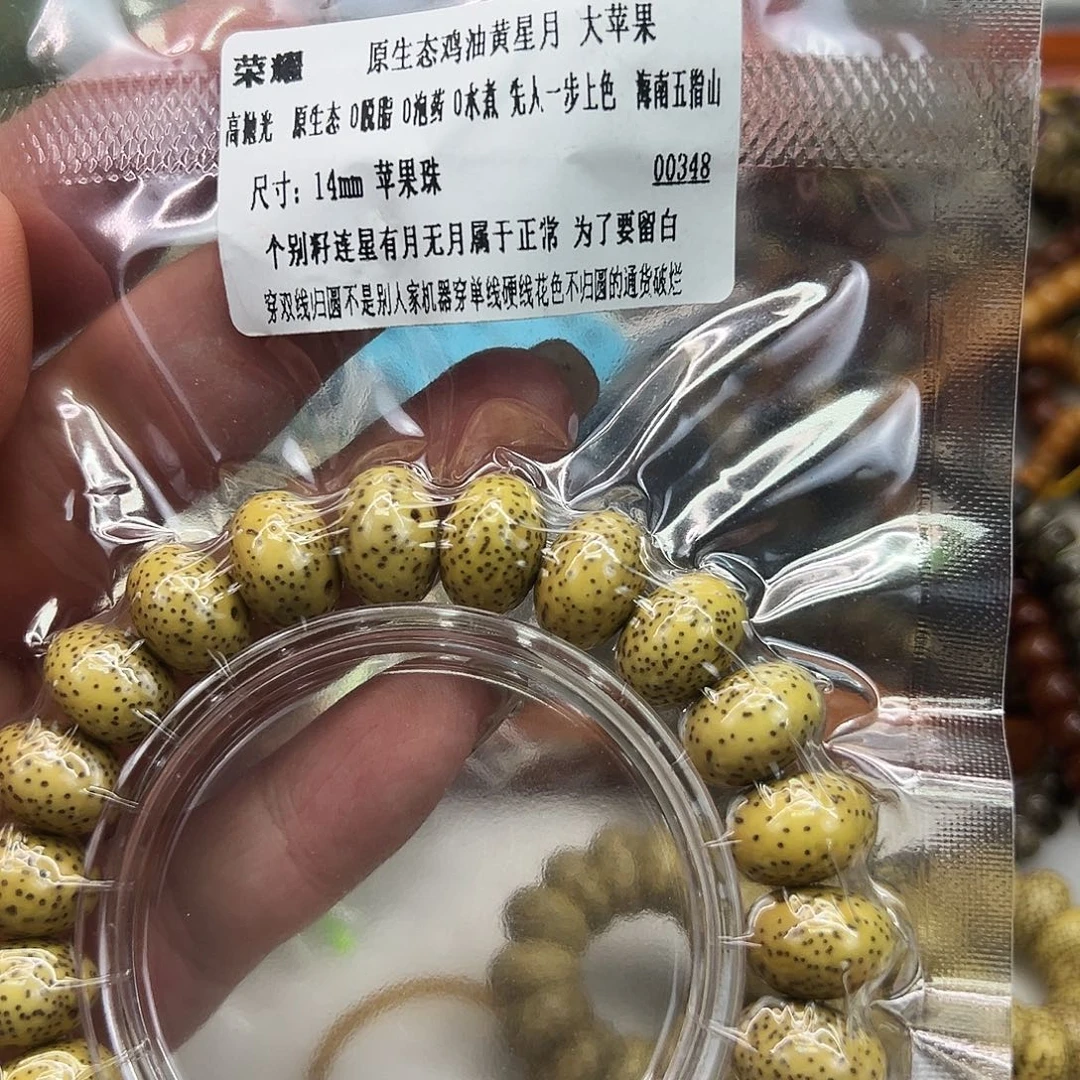 荣耀 原生态鸡油黄星月 大苹果
高抛光 原生态 0脱脂 0泡药 0水煮 先人一步上色 海南五指山
尺寸：14mm 苹果珠 00348
个别籽连星有月无月属于正常 为了要留白
穿双线归圆不是别人家机器穿单线硬线花色不归圆的通货破烂